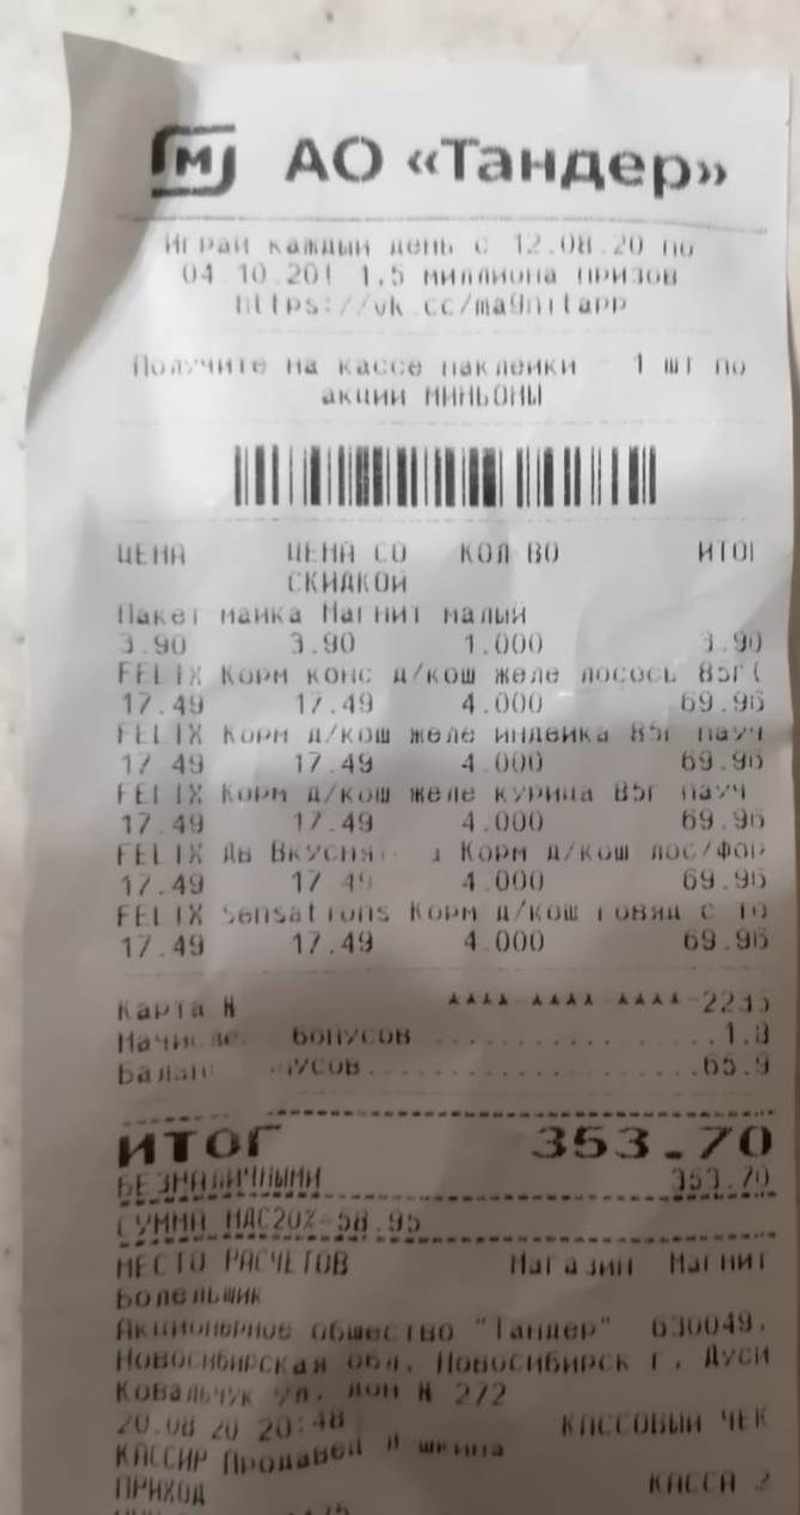 М АО «Тандер»
Играй каждый день с 12.08.20 по
04.10.20! 1,5 миллиона призов
https://vk.cc/magnitapp
Получите на кассе наклейки 1 шт по
акции МИНЬОНЫ
ЦЕНА ЦЕНА СО КОЛ ВО ИТОГ
СКИДКОЙ
Пакет майка Магнит малый
3.90 3.90 1.000 3.90
FELIX Корм конс д/кош желе лосось 85г(
17.49 17.49 4.000 69.96
FELIX Корм д/кош желе индейка 85г пауч
17.49 17.49 4.000 69.96
FELIX Корм д/кош желе курица 85г пауч
17.49 17.49 4.000 69.96
FELIX Дв Корм д/кош лос/фор
17.49 17.49 4.000 69.96
FELIX Sensations Корм д/кош говяд с то
17.49 17.49 4.000 69.96
Карта N **** **** ****
бонусов 1.8
65.9
ИТОГ 353.70
БЕЗНАЛИЧНЫМИ 353.70
СУММА НДС20% 58.95
МЕСТО РАСЧЕТОВ Магазин Магнит
Болельщик
Акционерное общество "Тандер" 630049,
Новосибирская обл, Новосибирск г, Дуси
Ковальчук ул, дом N 272
20.08.20 20:48 КАССОВЫЙ ЧЕК
КАССИР Продавец
ПРИХОД КАССА 2